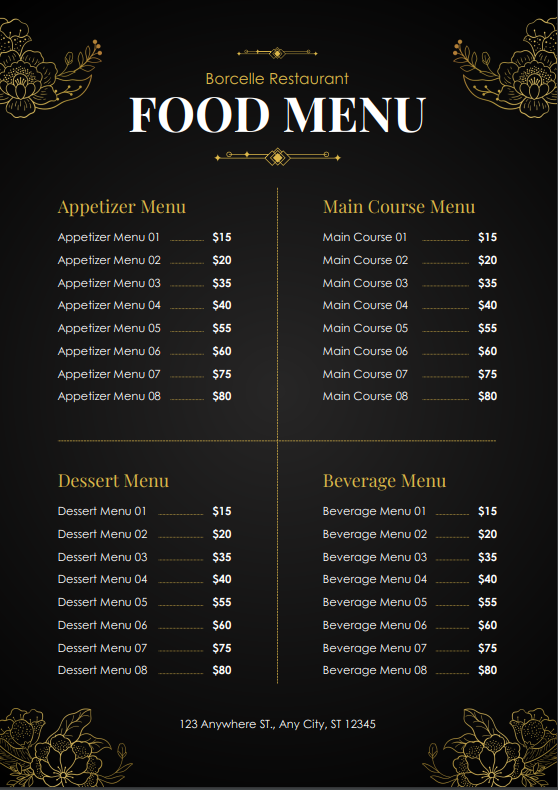 Borcelle Restaurant
FOOD MENU
Appetizer Menu
Appetizer Menu 01 $15
Appetizer Menu 02 $20
Appetizer Menu 03 $35
Appetizer Menu 04 $40
Appetizer Menu 05 $55
Appetizer Menu 06 $60
Appetizer Menu 07 $75
Appetizer Menu 08 $80
Main Course Menu
Main Course 01 $15
Main Course 02 $20
Main Course 03 $35
Main Course 04 $40
Main Course 05 $55
Main Course 06 $60
Main Course 07 $75
Main Course 08 $80
Dessert Menu
Dessert Menu 01 $15
Dessert Menu 02 $20
Dessert Menu 03 $35
Dessert Menu 04 $40
Dessert Menu 05 $55
Dessert Menu 06 $60
Dessert Menu 07 $75
Dessert Menu 08 $80
Beverage Menu
Beverage Menu 01 $15
Beverage Menu 02 $20
Beverage Menu 03 $35
Beverage Menu 04 $40
Beverage Menu 05 $55
Beverage Menu 06 $60
Beverage Menu 07 $75
Beverage Menu 08 $80
123 Anywhere ST., Any City, ST 12345